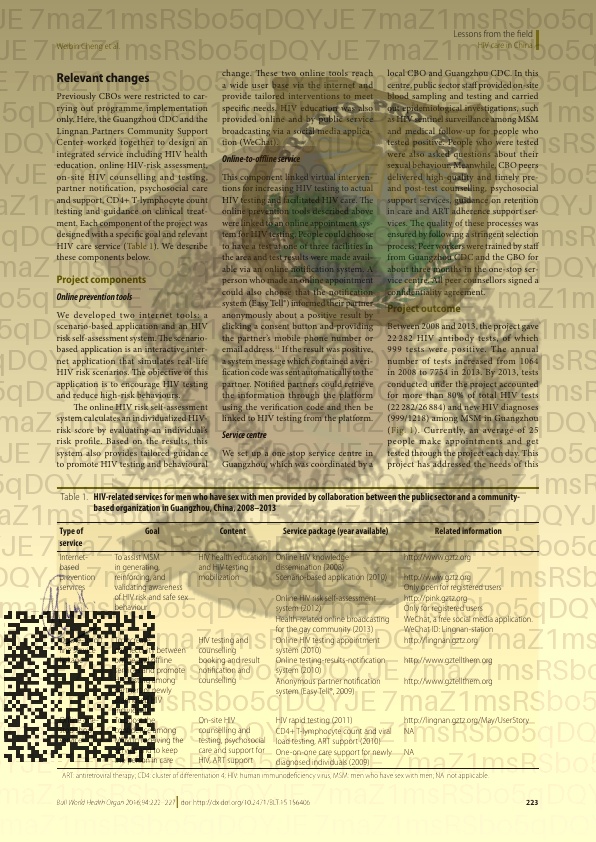 Lessons from the field
Weibin Cheng et al.
HIV care in China
Relevant changes
Previously CBOs were restricted to car-
rying out programme implementation
only. Here, the Guangzhou CDC and the
Lingnan Partners Community Support
Center worked together to design an
integrated service including HIV health
education, online HIV-risk assessment,
on-site HIV counselling and testing,
partner notification, psychosocial care
and support, CD4+ T-lymphocyte count
testing and guidance on clinical treat-
ment. Each component of the project was
designed with a specific goal and relevant
HIV care service (Table 1). We describe
these components below.
Project components
Online prevention tools
We developed two internet tools: a
scenario-based application and an HIV
risk self-assessment system. The scenario-
based application is an interactive inter-
net application that simulates real-life
HIV risk scenarios. The objective of this
application is to encourage HIV testing
and reduce high-risk behaviours.
The online HIV risk self-assessment
system calculates an individualized HIV-
risk score by evaluating an individual's
risk profile. Based on the results, this
system also provides tailored guidance
to promote HIV testing and behavioural
change. These two online tools reach
a wide user base via the internet and
provide tailored interventions to meet
specific needs. HIV education was also
provided online and by public service
broadcasting via a social media applica-
tion (WeChat).
Online-to-offline service
This component linked virtual interven-
tions for increasing HIV testing to actual
HIV testing and facilitated HIV care. The
online prevention tools described above
were linked to an online appointment sys-
tem for HIV testing. People could choose
to have a test at one of three facilities in
the area and test results were made avail-
able via an online notification system. A
person who made an online appointment
could also choose that the notification
system (Easy Tell®) informed their partner
anonymously about a positive result by
clicking a consent button and providing
the partner's mobile phone number or
email address. If the result was positive,
a system message which contained a veri-
fication code was sent automatically to the
partner. Notified partners could retrieve
the information through the platform
using the verification code and then be
linked to HIV testing from the platform.
Service centre
We set up a one-stop service centre in
Guangzhou, which was coordinated by a
local CBO and Guangzhou CDC. In this
centre, public sector staff provided on-site
blood sampling and testing and carried
out epidemiological investigations, such
as HIV sentinel surveillance among MSM
and medical follow-up for people who
tested positive. People who were tested
were also asked questions about their
sexual behaviour. Meanwhile, CBO peers
delivered high-quality and timely pre-
and post-test counselling, psychosocial
support services, guidance on retention
in care and ART adherence support ser-
vices. The quality of these processes was
ensured by following a stringent selection
process. Peer workers were trained by staff
from Guangzhou CDC and the CBO for
about three months in the one-stop ser-
vice centre. All peer counsellors signed a
confidentiality agreement.
Project outcome
Between 2008 and 2013, the project gave
22 282 HIV antibody tests, of which
999 tests were positive. The annual
number of tests increased from 1064
in 2008 to 7754 in 2013. By 2013, tests
conducted under the project accounted
for more than 80% of total HIV tests
(22 282/26 884) and new HIV diagnoses
(999/1218) among MSM in Guangzhou
(Fig. 1). Currently, an average of 25
people make appointments and get
tested through the project each day. This
project has addressed the needs of this
Table 1. HIV-related services for men who have sex with men provided by collaboration between the public sector and a community-
based organization in Guangzhou, China, 2008–2013
Type of service Goal Content Service package (year available) Related information
Internet-based prevention services To assist MSM in generating, reinforcing, and validating awareness of HIV risk and safe sex behaviour HIV health education and HIV-testing mobilization
Online HIV knowledge dissemination (2008) http://www.gztz.org
Scenario-based application (2010) http://www.gztz.org Only open for registered users
Online HIV risk self-assessment system (2012) http://pink.gztz.org Only for registered users
Health-related online broadcasting for the gay community (2013) WeChat, a free social media application. WeChat ID: Lingnan-station
HIV testing and counselling booking and result notification and counselling
Online HIV testing appointment system (2010) http://lingnan.gztz.org
Online testing-results-notification system (2010) http://www.gztellthem.org
Anonymous partner notification system (Easy Tell®, 2009) http://www.gztellthem.org
On-site HIV counselling and testing, psychosocial care and support for HIV, ART support
HIV rapid testing (2011) http://lingnan.gztz.org/May/UserStory
CD4+ T-lymphocyte count and viral load testing, ART support (2010) NA
One-on-one care support for newly diagnosed individuals (2009) NA
ART: antiretroviral therapy; CD4: cluster of differentiation 4; HIV: human immunodeficiency virus; MSM: men who have sex with men; NA: not applicable.
Bull World Health Organ 2016;94:222–227 doi: http://dx.doi.org/10.2471/BLT.15.156406
223